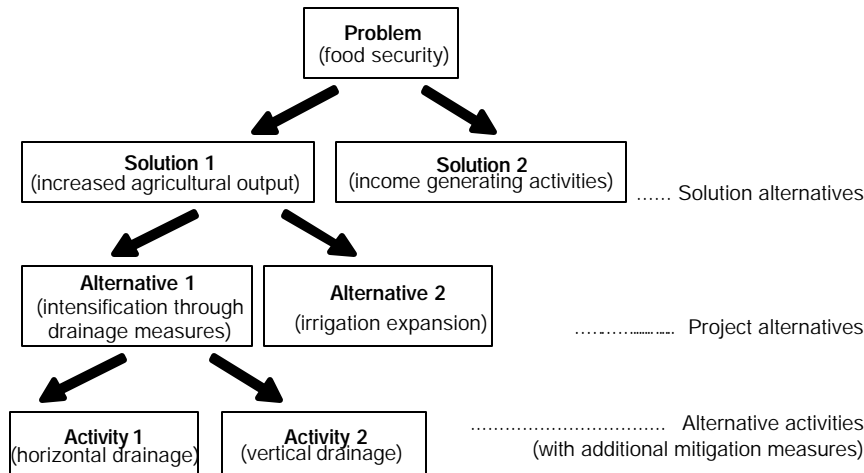 Problem
(food security)
Solution 1
(increased agricultural output)
Solution 2
(income generating activities)
...... Solution alternatives
Alternative 1
(intensification through
drainage measures)
Alternative 2
(irrigation expansion)
.................... Project alternatives
Activity 1
(horizontal drainage)
Activity 2
(vertical drainage)
.................................. Alternative activities
(with additional mitigation measures)